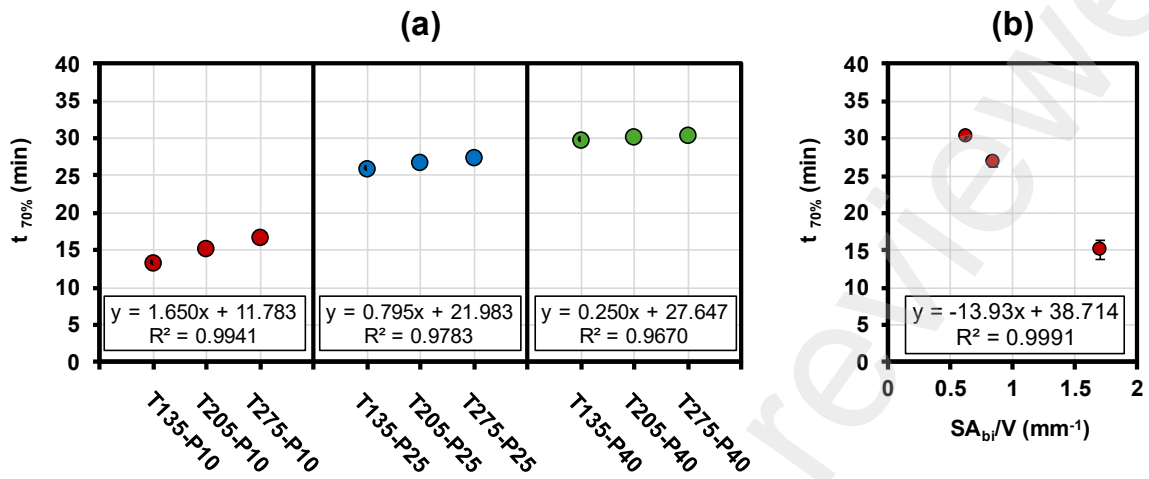 (a)
(b)
40
35
30
25
20
15
10
5
0
t 70% (min)
y = 1.650x + 11.783
R² = 0.9941
y = 0.795x + 21.983
R² = 0.9783
y = 0.250x + 27.647
R² = 0.9670
T135-P10
T205-P10
T275-P10
T135-P25
T205-P25
T275-P25
T135-P40
T205-P40
T275-P40
40
35
30
25
20
15
10
5
0
t 70% (min)
y = -13.93x + 38.714
R² = 0.9991
0 0.5 1 1.5 2
SAbi/V (mm⁻¹)
review